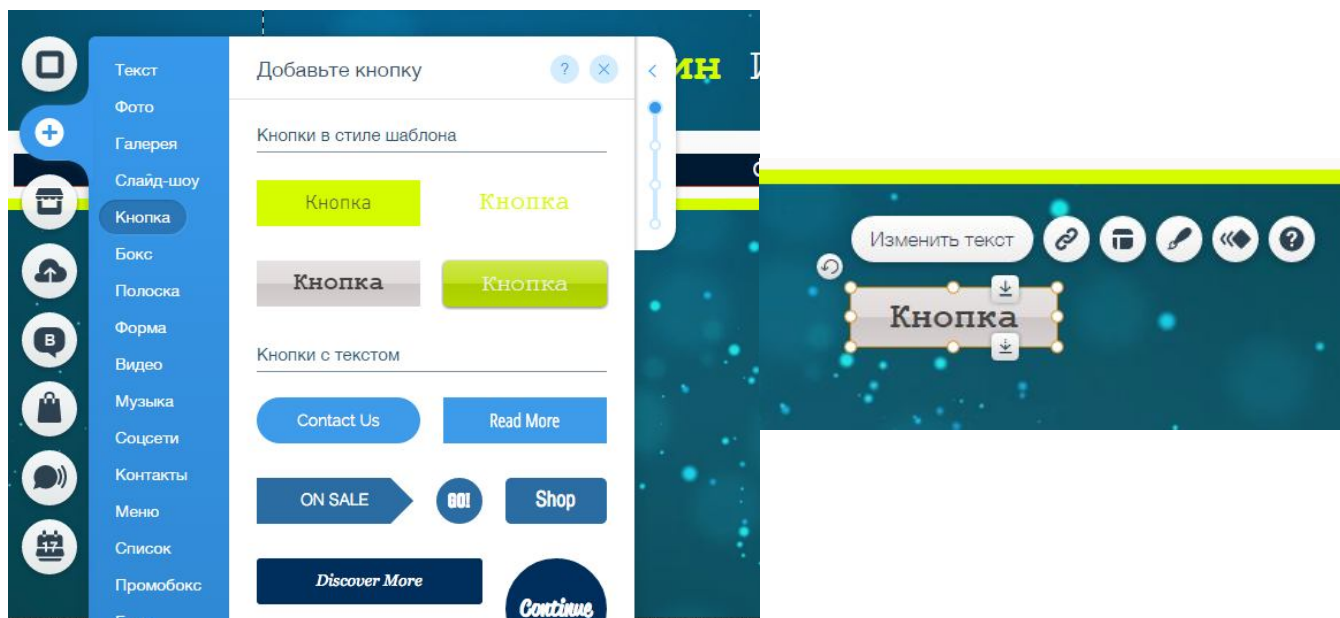 Текст
Фото
Галерея
Слайд-шоу
Кнопка
Бокс
Полоска
Форма
Видео
Музыка
Соцсети
Контакты
Меню
Список
Промобокс
Добавьте кнопку ? ×
Кнопки в стиле шаблона
Кнопка Кнопка
Кнопка Кнопка
Кнопки с текстом
Contact Us Read More
ON SALE GO! Shop
Discover More
Continue
B
17
ин
Изменить текст ?
Кнопка